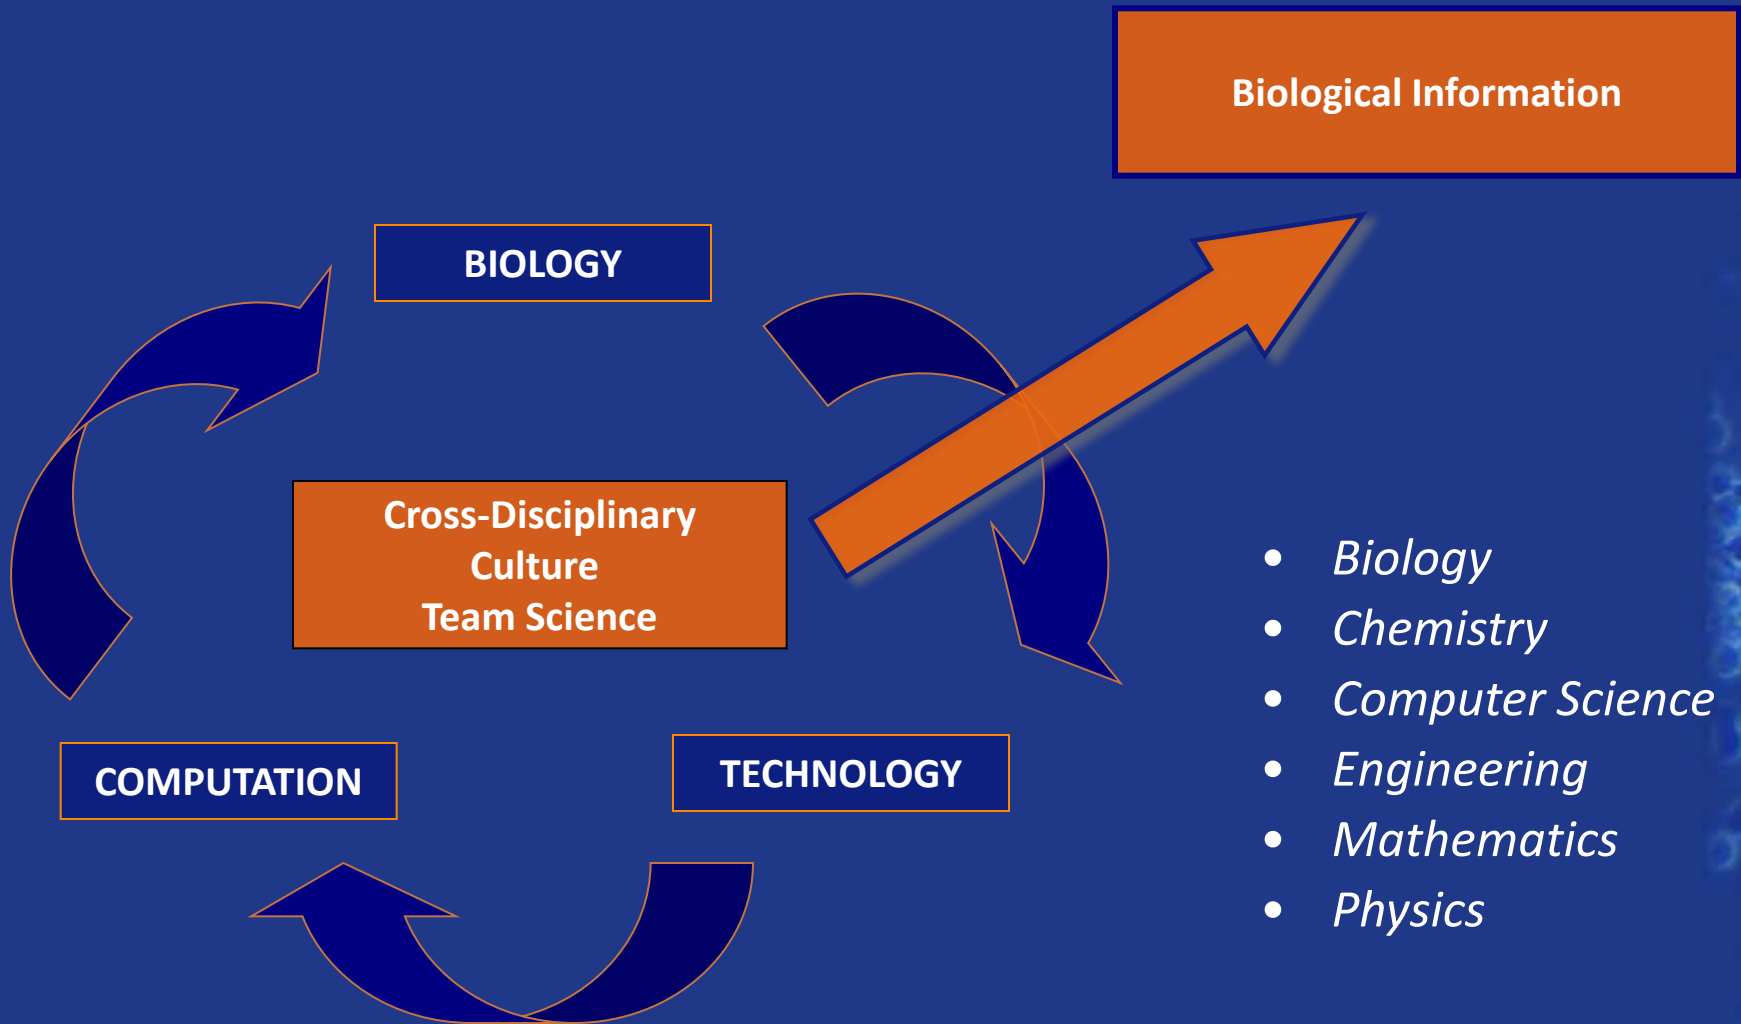 Biological Information
BIOLOGY
Cross-Disciplinary
Culture
Team Science
COMPUTATION
TECHNOLOGY
• Biology
• Chemistry
• Computer Science
• Engineering
• Mathematics
• Physics